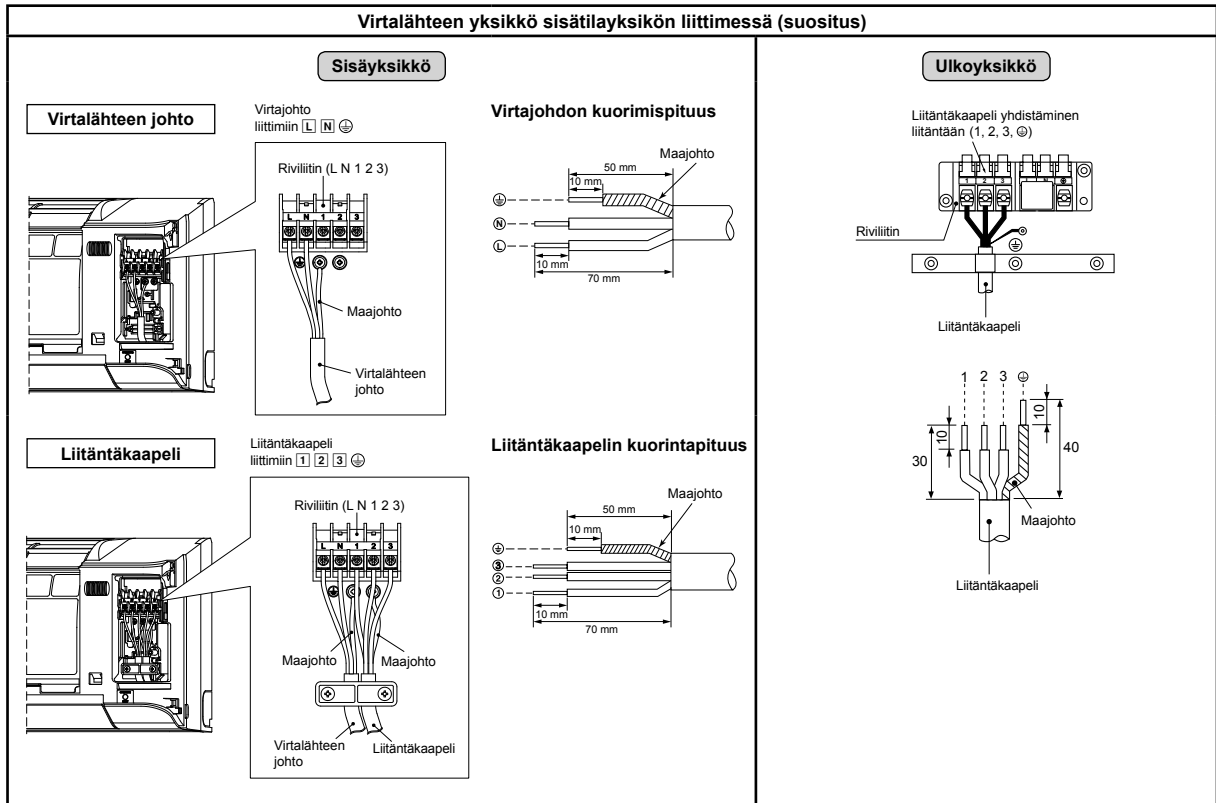 Virtalähteen yksikkö sisätilayksikön liittimessä (suositus)
Sisäyksikkö
Virtalähteen johto
Virtajohto
liittimiin L N ⏚
Riviliitin (L N 1 2 3)
L N 1 2 3
Maajohto
Virtalähteen
johto
Virtajohdon kuorimispituus
Maajohto
50 mm
10 mm
⏚
N
L
10 mm
70 mm
Liitäntäkaapeli
Liitäntäkaapeli
liittimiin 1 2 3 ⏚
Riviliitin (L N 1 2 3)
L N 1 2 3
Maajohto
Maajohto
Virtalähteen
johto
Liitäntäkaapeli
Liitäntäkaapelin kuorintapituus
Maajohto
50 mm
10 mm
⏚
③
②
①
10 mm
70 mm
Ulkoyksikkö
Liitäntäkaapeli yhdistäminen
liitäntään (1, 2, 3, ⏚)
1 2 3 N
Riviliitin
⏚
Liitäntäkaapeli
1 2 3 ⏚
10
10
30
40
Maajohto
Liitäntäkaapeli